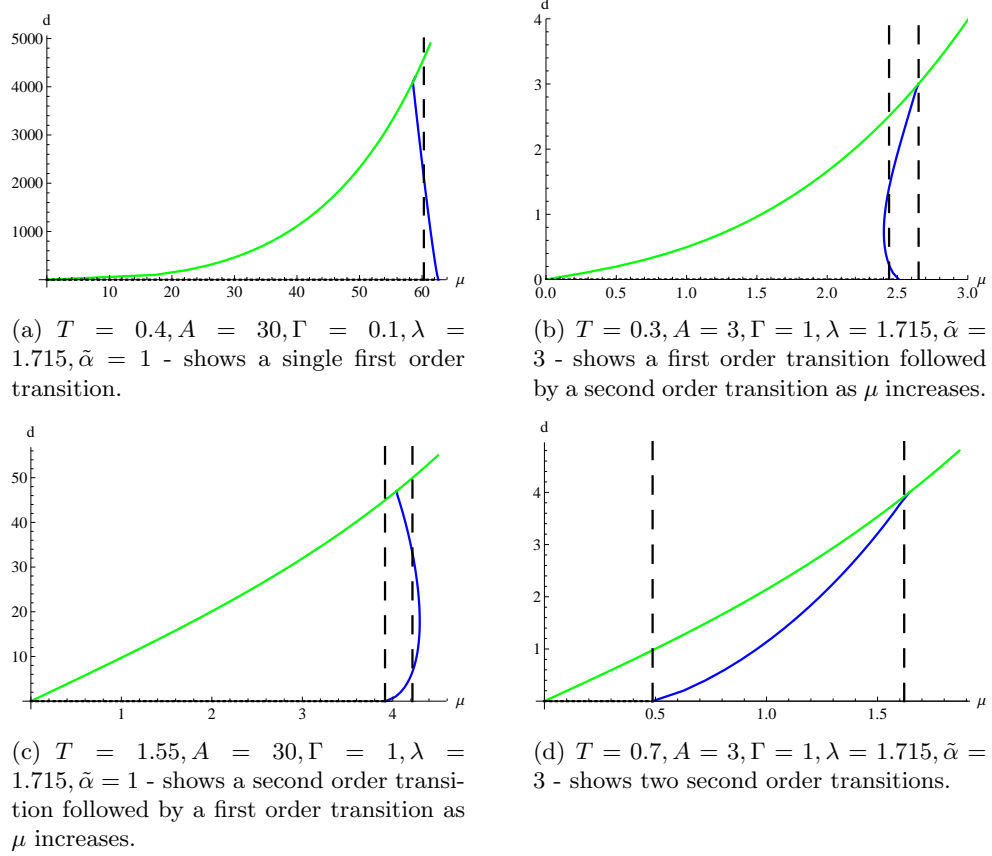 d
5000
4000
3000
2000
1000
10 20 30 40 50 60 μ
(a) T = 0.4, A = 30, Γ = 0.1, λ =
1.715, α̃ = 1 - shows a single first order
transition.
d
4
3
2
1
0
0.0 0.5 1.0 1.5 2.0 2.5 3.0 μ
(b) T = 0.3, A = 3, Γ = 1, λ = 1.715, α̃ =
3 - shows a first order transition followed
by a second order transition as μ increases.
d
50
40
30
20
10
1 2 3 4 μ
(c) T = 1.55, A = 30, Γ = 1, λ =
1.715, α̃ = 1 - shows a second order transi-
tion followed by a first order transition as
μ increases.
d
4
3
2
1
0.5 1.0 1.5 μ
(d) T = 0.7, A = 3, Γ = 1, λ = 1.715, α̃ =
3 - shows two second order transitions.